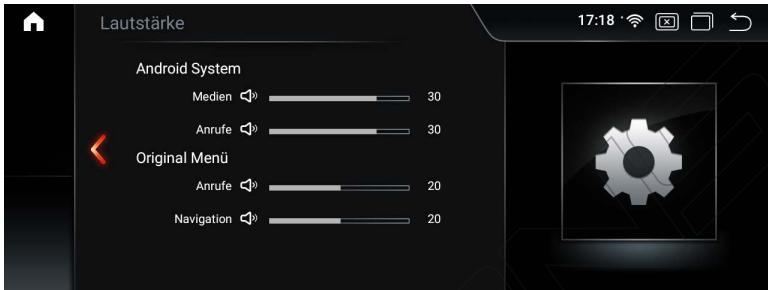 Lautstärke
17:18
Android System
Medien 30
Anrufe 30
Original Menü
Anrufe 20
Navigation 20